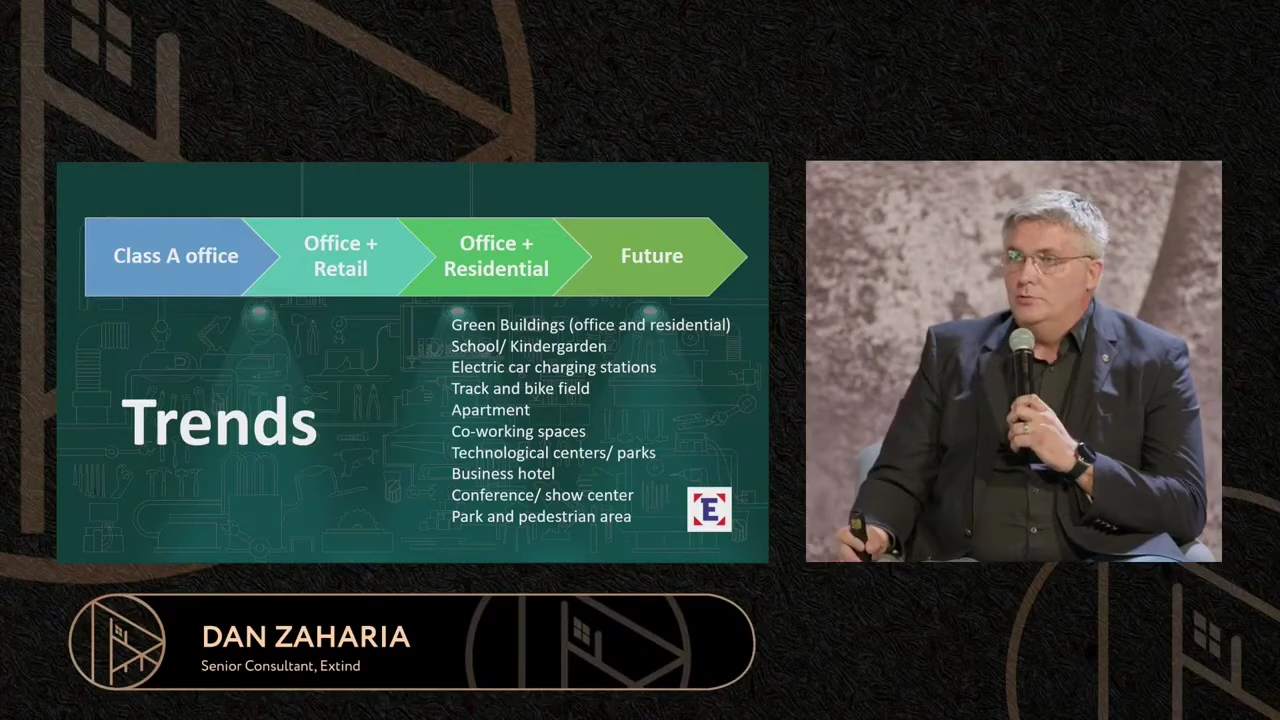 Class A office
Office +
Retail
Office +
Residential
Future
Trends
Green Buildings (office and residential)
School/ Kindergarden
Electric car charging stations
Track and bike field
Apartment
Co-working spaces
Technological centers/ parks
Business hotel
Conference/ show center
Park and pedestrian area
E
DAN ZAHARIA
Senior Consultant, Extind